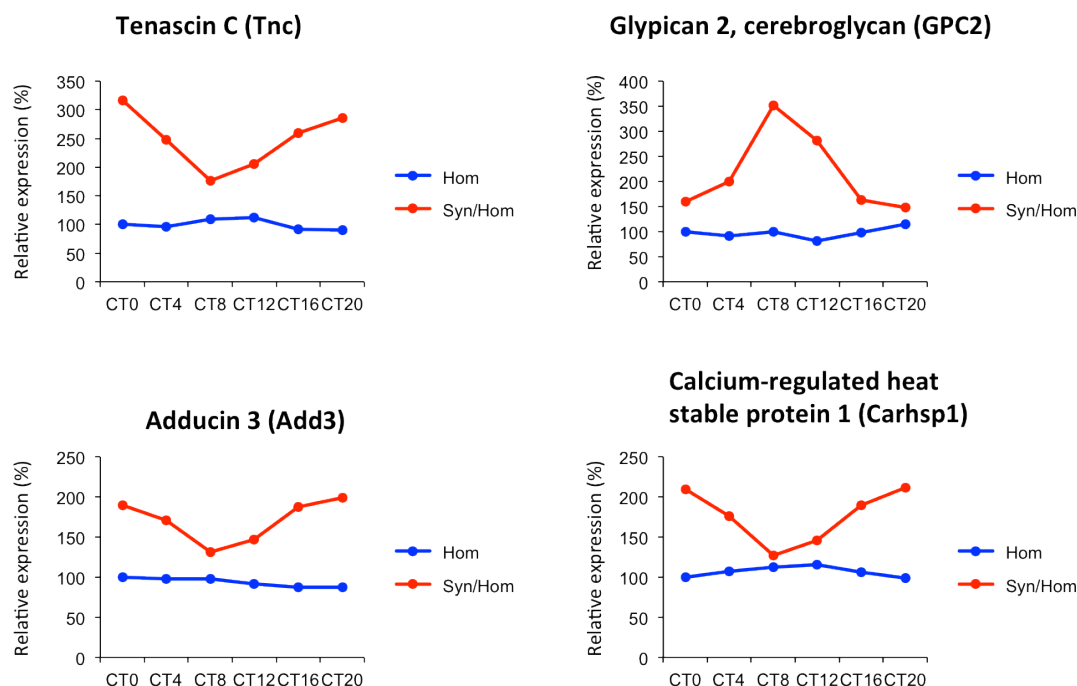 Tenascin C (Tnc)
Relative expression (%)
350
300
250
200
150
100
50
0
CT0 CT4 CT8 CT12 CT16 CT20
Hom
Syn/Hom
Glypican 2, cerebroglycan (GPC2)
Relative expression (%)
400
350
300
250
200
150
100
50
0
CT0 CT4 CT8 CT12 CT16 CT20
Hom
Syn/Hom
Adducin 3 (Add3)
Relative expression (%)
250
200
150
100
50
0
CT0 CT4 CT8 CT12 CT16 CT20
Hom
Syn/Hom
Calcium-regulated heat
stable protein 1 (Carhsp1)
Relative expression (%)
250
200
150
100
50
0
CT0 CT4 CT8 CT12 CT16 CT20
Hom
Syn/Hom